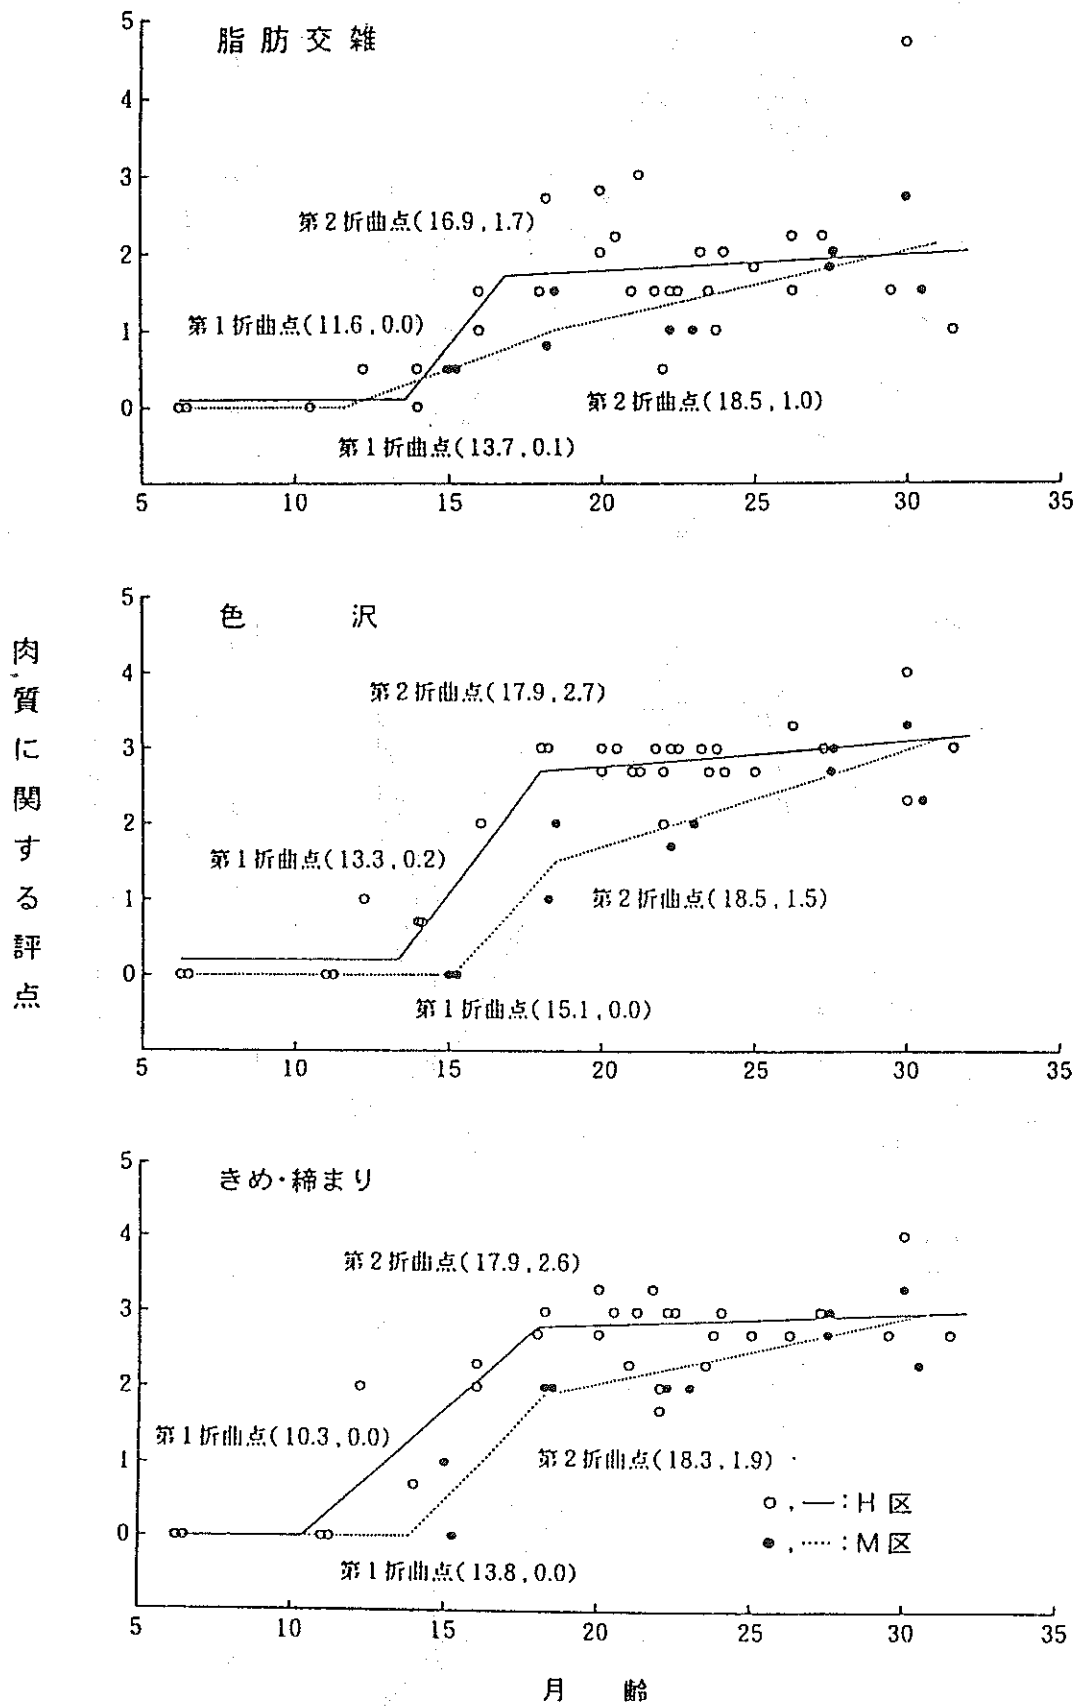 脂肪交雑
5
4
3
2
1
0
第2折曲点(16.9,1.7)
第1折曲点(11.6,0.0)
第2折曲点(18.5,1.0)
第1折曲点(13.7,0.1)
5 10 15 20 25 30 35
肉質に関する評点
色沢
5
4
3
2
1
0
第2折曲点(17.9,2.7)
第1折曲点(13.3,0.2)
第2折曲点(18.5,1.5)
第1折曲点(15.1,0.0)
5 10 15 20 25 30 35
きめ・締まり
5
4
3
2
1
0
第2折曲点(17.9,2.6)
第1折曲点(10.3,0.0)
第2折曲点(18.3,1.9)
第1折曲点(13.8,0.0)
○,—:H区
●,……:M区
5 10 15 20 25 30 35
月齢